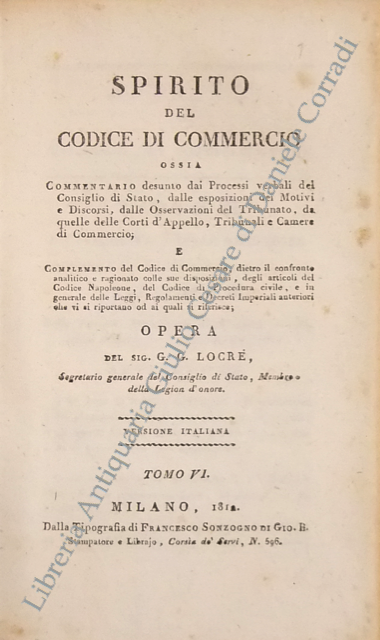 SPIRITO
DEL
CODICE DI COMMERCIO
OSSIA
COMMENTARIO desunto dai Processi verbali del
Consiglio di Stato, dalle esposizioni dei Motivi
e Discorsi, dalle Osservazioni del Tribunato, da
quelle delle Corti d'Appello, Tribunali e Camere
di Commercio;
E
COMPLEMENTO del Codice di Commercio, dietro il confronto
analitico e ragionato colle sue disposizioni, degli articoli del
Codice Napoleone, del Codice di Procedura civile, e in
generale delle Leggi, Regolamenti e Decreti Imperiali anteriori
che vi si riportano od ai quali si riferisce;
OPERA
DEL SIG. G. G. LOCRÉ,
Segretario generale del Consiglio di Stato, Membro
della Legion d'onore.
VERSIONE ITALIANA
TOMO VI.
MILANO, 1812.
Dalla Tipografia di FRANCESCO SONZOGNO DI GIO. B.
Stampatore e Librajo, Corsia de' Servi, N. 596.
Libreria Antiquaria Giulio Cesare di Daniele Corradi